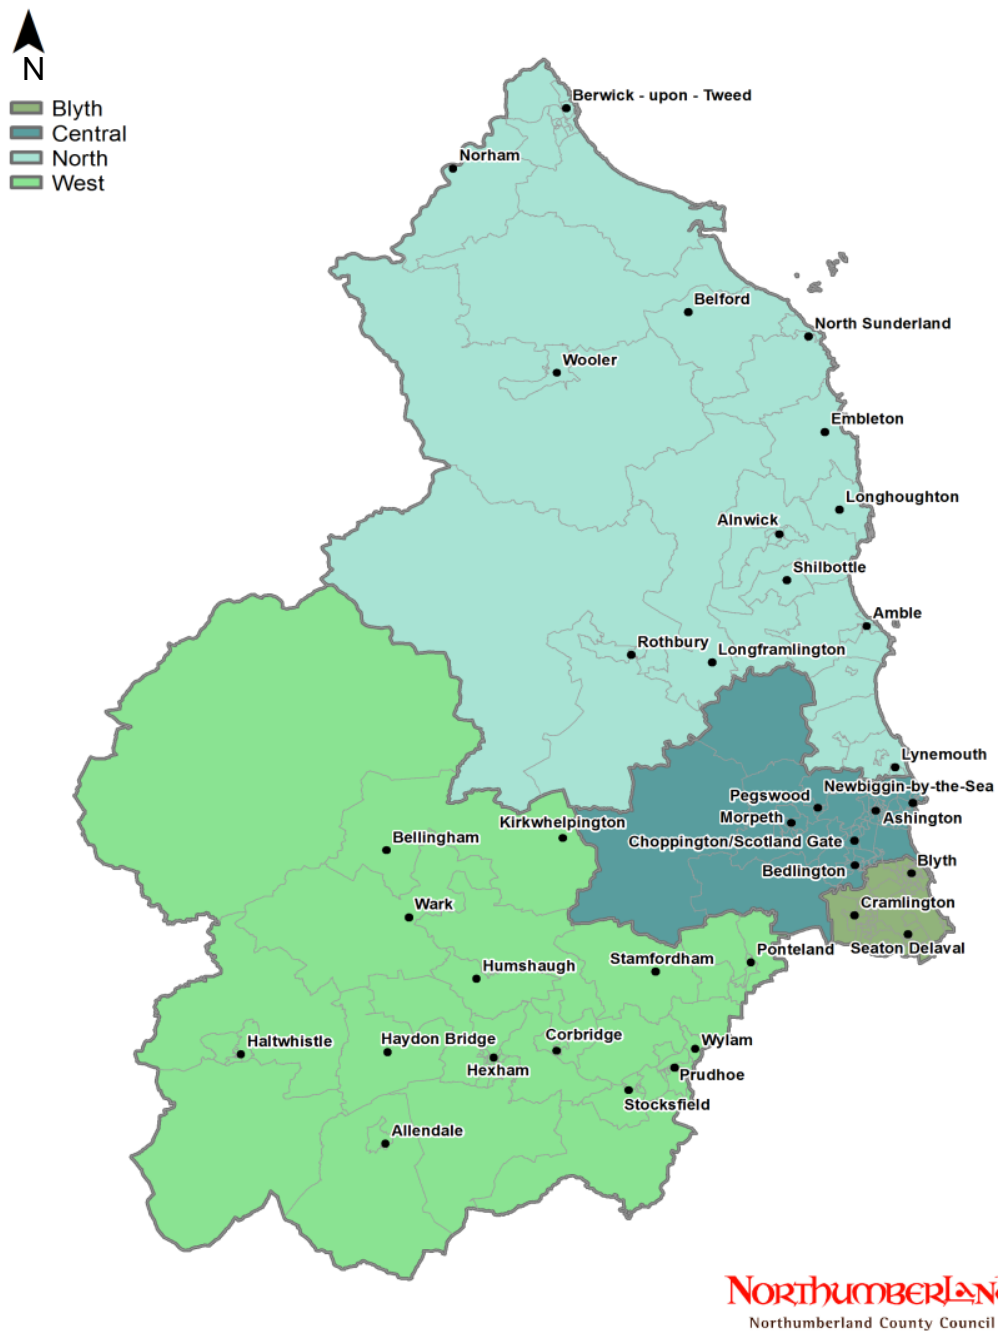 N
Blyth
Central
North
West
Berwick - upon - Tweed
Norham
Belford
North Sunderland
Wooler
Embleton
Longhoughton
Alnwick
Shilbottle
Amble
Rothbury
Longframlington
Lynemouth
Newbiggin-by-the-Sea
Pegswood
Morpeth
Ashington
Kirkwhelpington
Choppington/Scotland Gate
Bellingham
Blyth
Bedlington
Wark
Cramlington
Seaton Delaval
Ponteland
Stamfordham
Humshaugh
Haltwhistle
Haydon Bridge
Corbridge
Wylam
Hexham
Prudhoe
Stocksfield
Allendale
NORTHUMBERLAN
Northumberland County Council